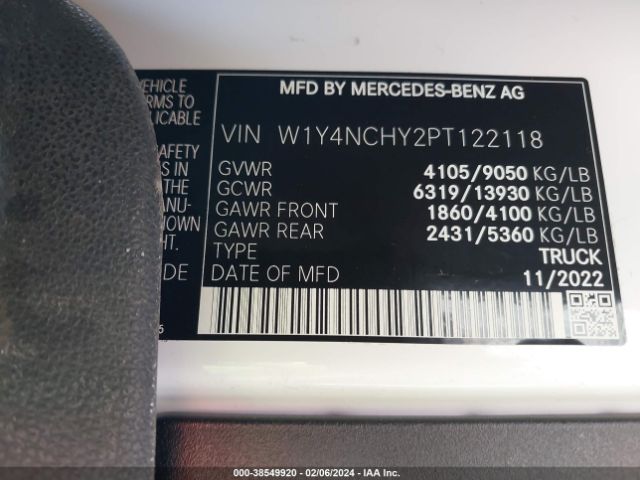 MFD BY MERCEDES-BENZ AG
VEHICLE
RMS TO
LICABLE
VIN W1Y4NCHY2PT122118
SAFETY
S IN
THE
ANU-
NOWN
HT.
GVWR 4105/9050 KG/LB
GCWR 6319/13930 KG/LB
GAWR FRONT 1860/4100 KG/LB
GAWR REAR 2431/5360 KG/LB
TYPE TRUCK
DE
DATE OF MFD 11/2022
000-38549920 - 02/06/2024 - IAA Inc.